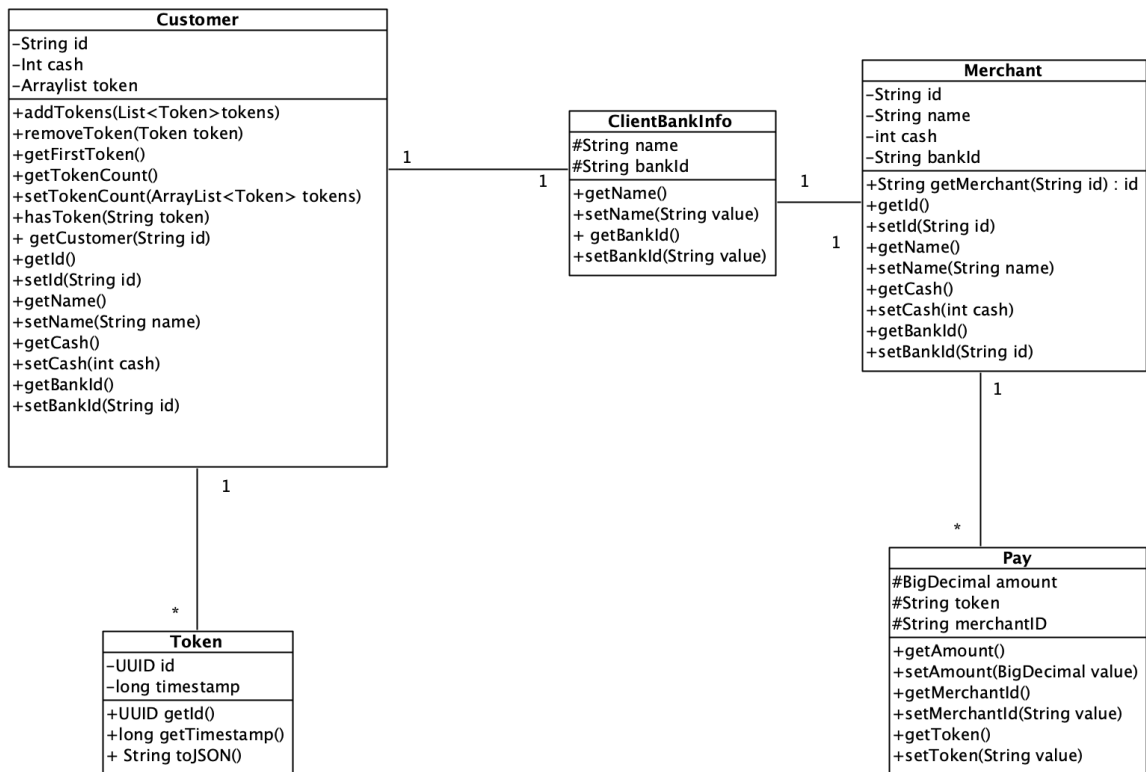 Customer
-String id
-Int cash
-Arraylist token
+addTokens(List<Token>tokens)
+removeToken(Token token)
+getFirstToken()
+getTokenCount()
+setTokenCount(ArrayList<Token> tokens)
+hasToken(String token)
+ getCustomer(String id)
+getId()
+setId(String id)
+getName()
+setName(String name)
+getCash()
+setCash(int cash)
+getBankId()
+setBankId(String id)
1
1
ClientBankInfo
#String name
#String bankId
+getName()
+setName(String value)
+ getBankId()
+setBankId(String value)
1
1
Merchant
-String id
-String name
-int cash
-String bankId
+String getMerchant(String id) : id
+getId()
+setId(String id)
+getName()
+setName(String name)
+getCash()
+setCash(int cash)
+getBankId()
+setBankId(String id)
1
*
Token
-UUID id
-long timestamp
+UUID getId()
+long getTimestamp()
+ String toJSON()
1
*
Pay
#BigDecimal amount
#String token
#String merchantID
+getAmount()
+setAmount(BigDecimal value)
+getMerchantId()
+setMerchantId(String value)
+getToken()
+setToken(String value)